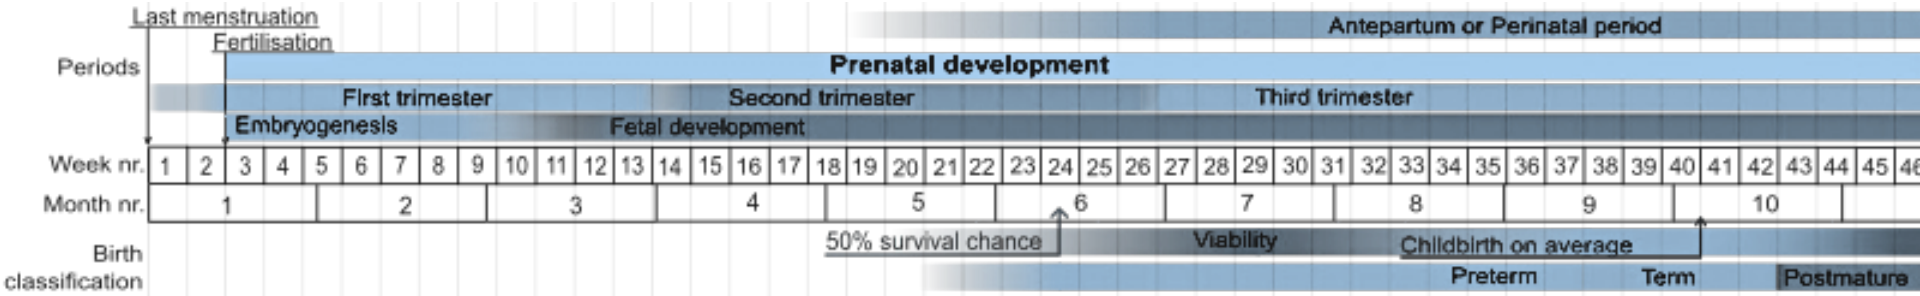 Last menstruation
Antepartum or Perinatal period
Fertilisation
Periods
Prenatal development
First trimester Second trimester Third trimester
Embryogenesis Fetal development
Week nr. 1 2 3 4 5 6 7 8 9 10 11 12 13 14 15 16 17 18 19 20 21 22 23 24 25 26 27 28 29 30 31 32 33 34 35 36 37 38 39 40 41 42 43 44 45 46
Month nr. 1 2 3 4 5 6 7 8 9 10
50% survival chance Viability Childbirth on average
Birth
classification
Preterm Term Postmature